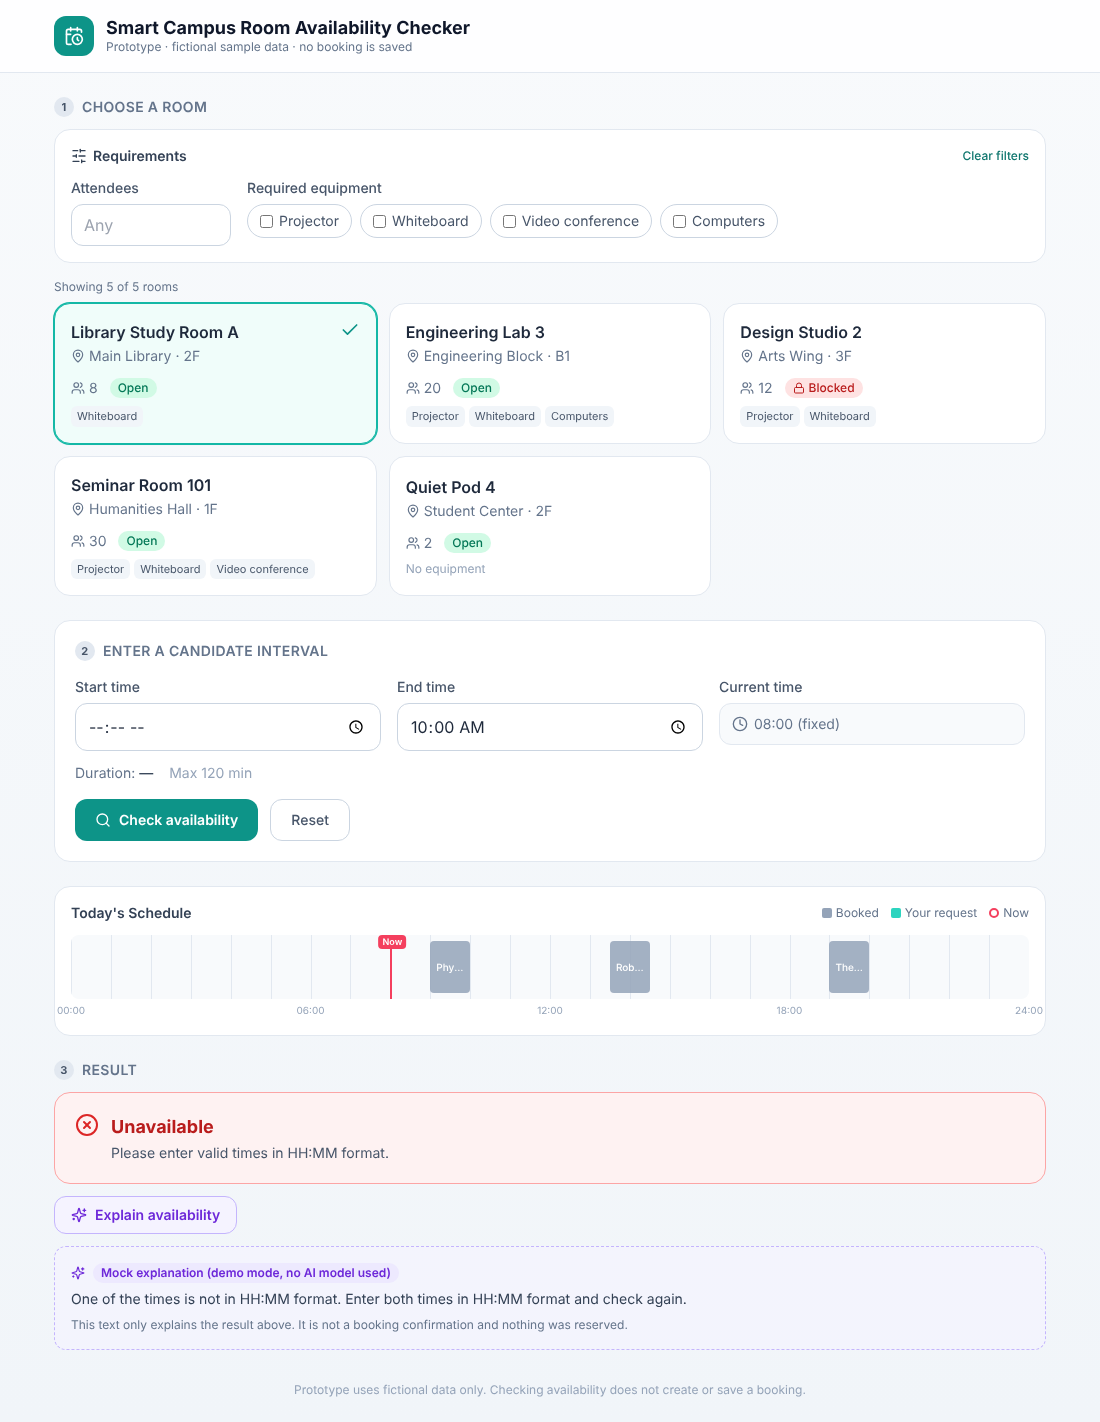 Smart Campus Room Availability Checker
Prototype · fictional sample data · no booking is saved
1 CHOOSE A ROOM
Requirements
Clear filters
Attendees
Required equipment
Any
Projector
Whiteboard
Video conference
Computers
Showing 5 of 5 rooms
Library Study Room A
Main Library · 2F
8 Open
Whiteboard
Engineering Lab 3
Engineering Block · B1
20 Open
Projector Whiteboard Computers
Design Studio 2
Arts Wing · 3F
12 Blocked
Projector Whiteboard
Seminar Room 101
Humanities Hall · 1F
30 Open
Projector Whiteboard Video conference
Quiet Pod 4
Student Center · 2F
2 Open
No equipment
2 ENTER A CANDIDATE INTERVAL
Start time
--:-- --
End time
10:00 AM
Current time
08:00 (fixed)
Duration: — Max 120 min
Check availability
Reset
Today's Schedule
Booked Your request Now
Now
Phy...
Rob...
The...
00:00 06:00 12:00 18:00 24:00
3 RESULT
Unavailable
Please enter valid times in HH:MM format.
Explain availability
Mock explanation (demo mode, no AI model used)
One of the times is not in HH:MM format. Enter both times in HH:MM format and check again.
This text only explains the result above. It is not a booking confirmation and nothing was reserved.
Prototype uses fictional data only. Checking availability does not create or save a booking.